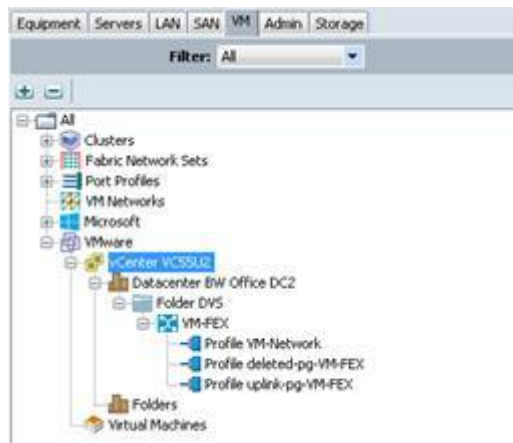 Equipment Servers LAN SAN VM Admin Storage
Filter: All
All
Clusters
Fabric Network Sets
Port Profiles
VM Networks
Microsoft
VMware
vCenter VC55U2
Datacenter BW Office DC2
Folder DVS
VM-FEX
Profile VM-Network
Profile deleted-pg-VM-FEX
Profile uplink-pg-VM-FEX
Folders
Virtual Machines